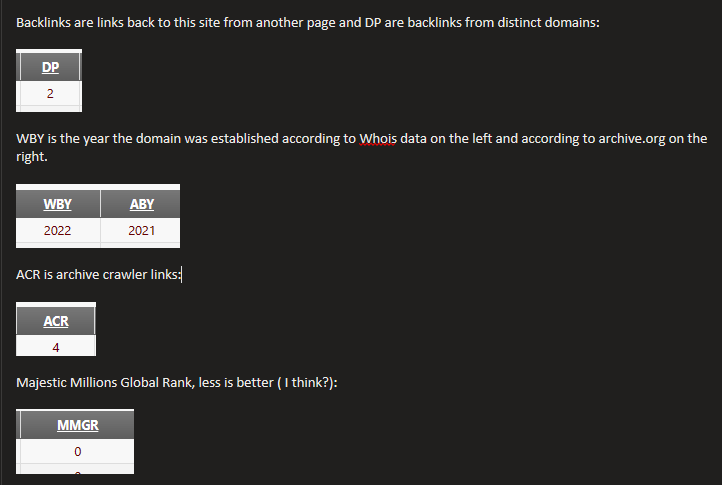 Backlinks are links back to this site from another page and DP are backlinks from distinct domains:
DP
2
WBY is the year the domain was established according to Whois data on the left and according to archive.org on the
right.
WBY ABY
2022 2021
ACR is archive crawler links:
ACR
4
Majestic Millions Global Rank, less is better ( I think?):
MMGR
0